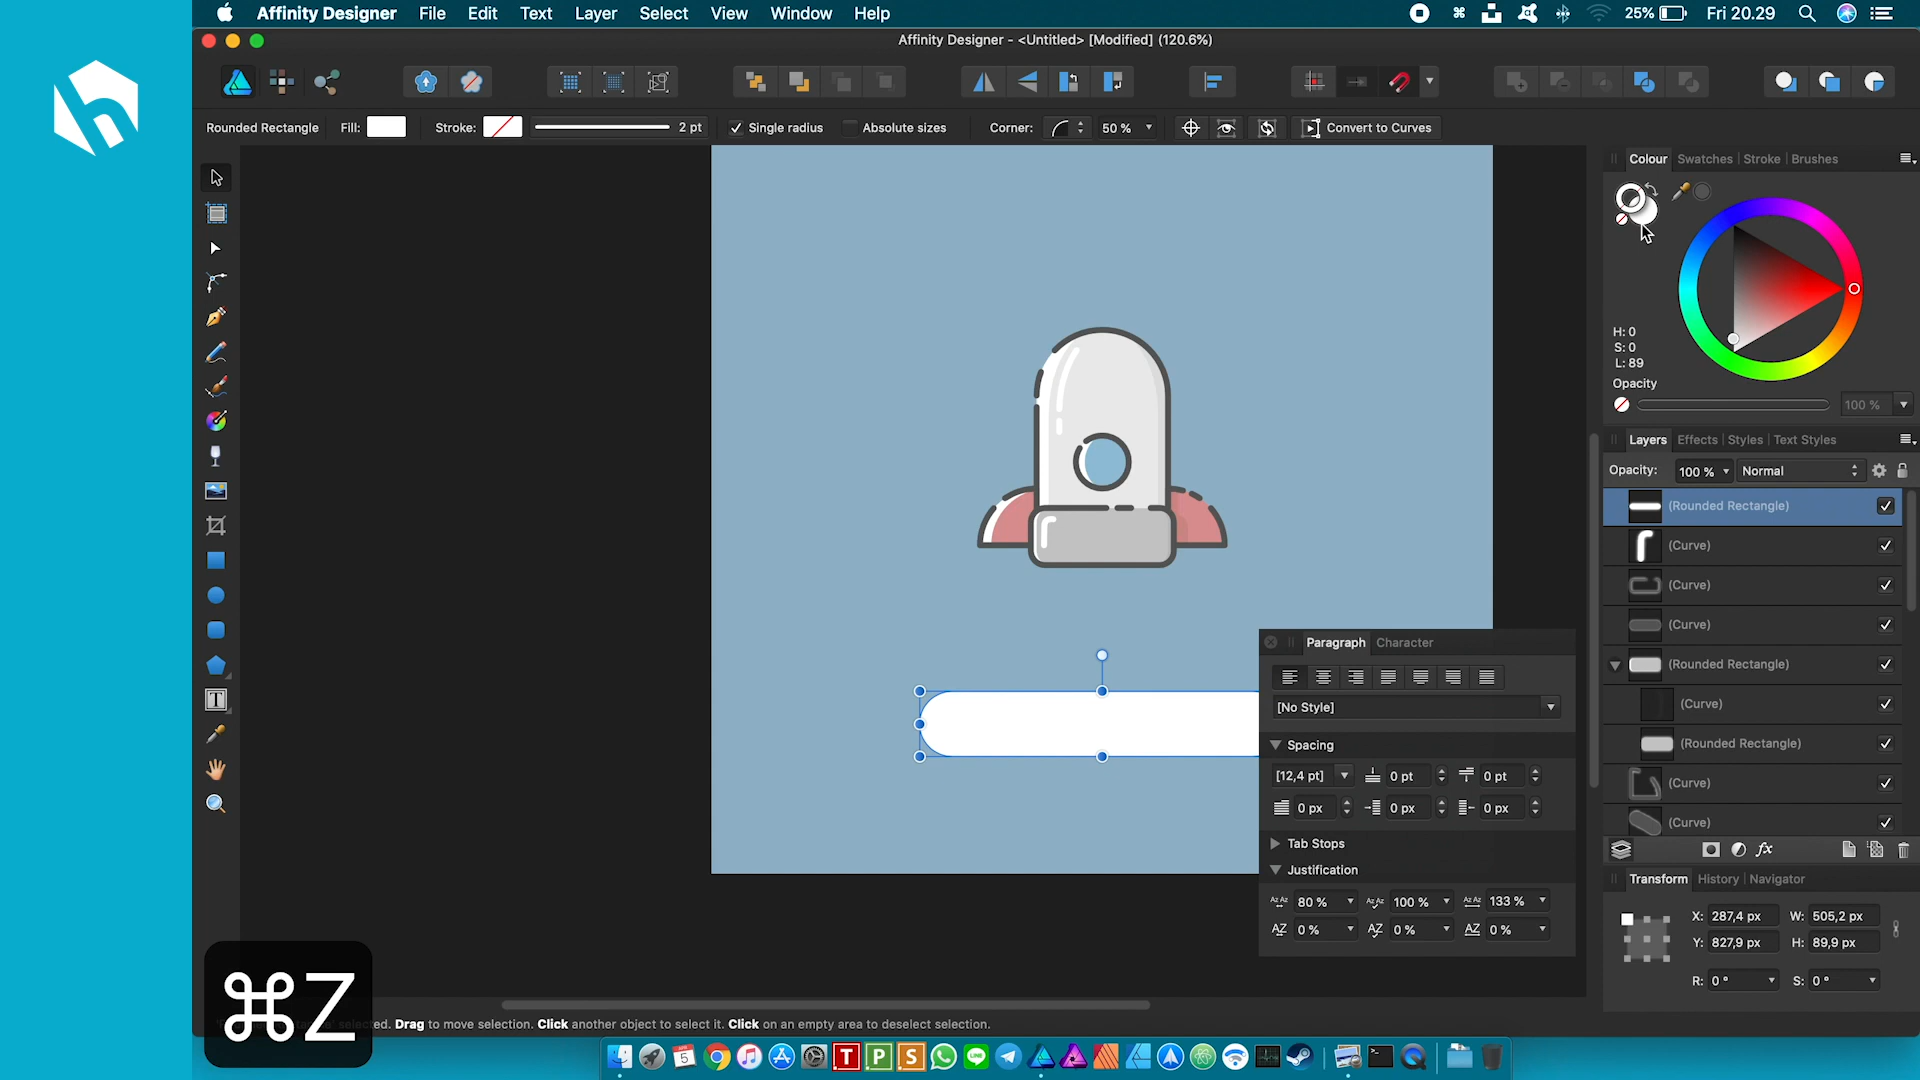 Affinity Designer File Edit Text Layer Select View Window Help
25% Fri 20.29
Affinity Designer - <Untitled> [Modified] (120.6%)
Rounded Rectangle Fill: Stroke: 2 pt Single radius Absolute sizes Corner: 50 % Convert to Curves
Colour Swatches Stroke Brushes
H: 0
S: 0
L: 89
Opacity
100 %
Layers Effects Styles Text Styles
Opacity: 100 % Normal
(Rounded Rectangle)
(Curve)
(Curve)
(Curve)
(Rounded Rectangle)
(Curve)
(Rounded Rectangle)
(Curve)
(Curve)
Paragraph Character
[No Style]
Spacing
[12,4 pt] 0 pt 0 pt
0 px 0 px 0 px
Tab Stops
Justification
80 % 100 % 133 %
0 % 0 % 0 %
Transform History Navigator
X: 287,4 px W: 505,2 px
Y: 827,9 px H: 89,9 px
R: 0 ° S: 0 °
⌘Z
selected. Drag to move selection. Click another object to select it. Click on an empty area to deselect selection.